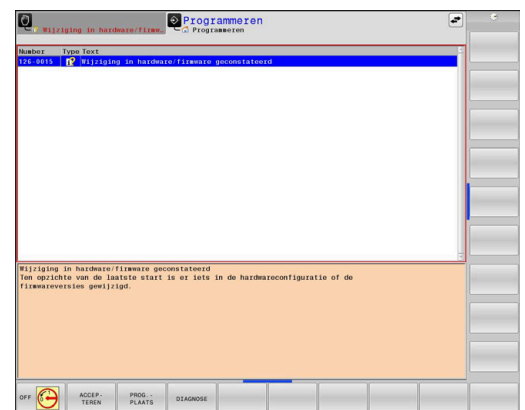 Wijziging in hardware/firmw.
Programmeren
Programmeren
Number Type Text
126-0015 Wijziging in hardware/firmware geconstateerd
Wijziging in hardware/firmware geconstateerd
Ten opzichte van de laatste start is er iets in de hardwareconfiguratie of de
firmwareversies gewijzigd.
OFF
ACCEP-
TEREN
PROG.-
PLAATS
DIAGNOSE